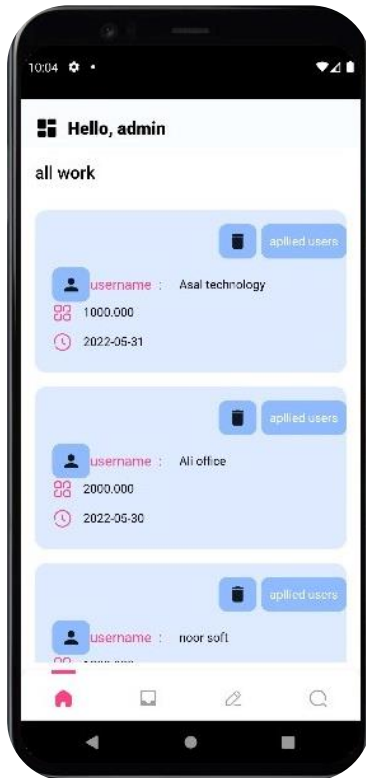 10:04
Hello, admin
all work
apllied users
username : Asal technology
1000.000
2022-05-31
apllied users
username : Ali office
2000.000
2022-05-30
apllied users
username : noor soft